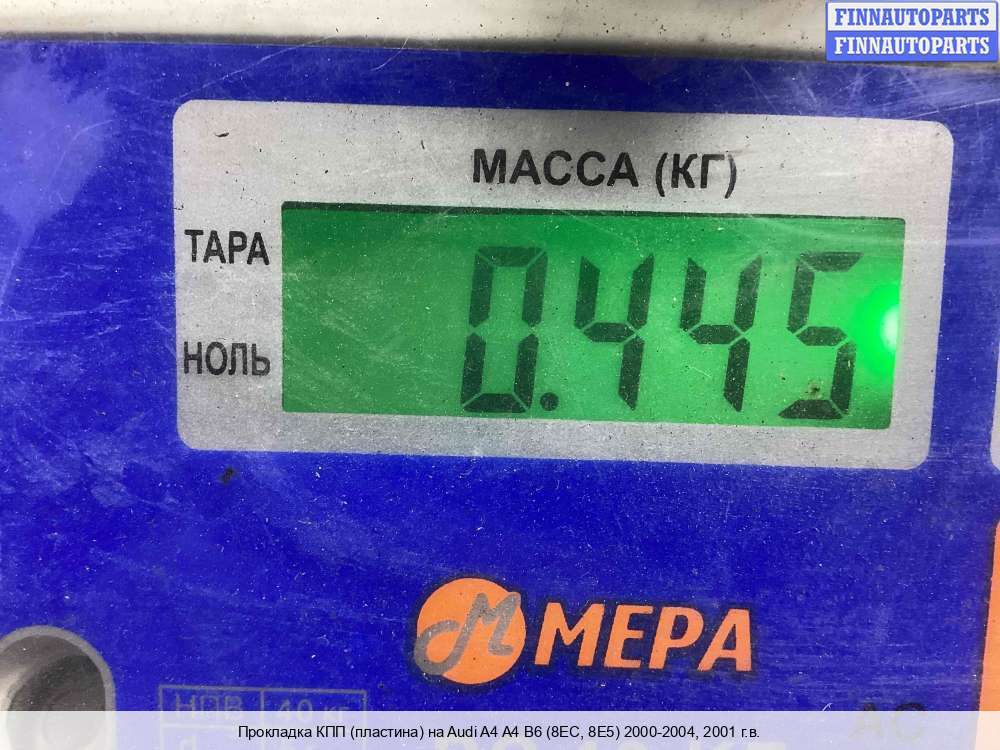 FINNAUTOPARTS
FINNAUTOPARTS
МАССА (КГ)
ТАРА
0.445
НОЛЬ
М МЕРА
НПВ 40 кг
АС
Прокладка КПП (пластина) на Audi A4 A4 B6 (8EC, 8E5) 2000-2004, 2001 г.в.